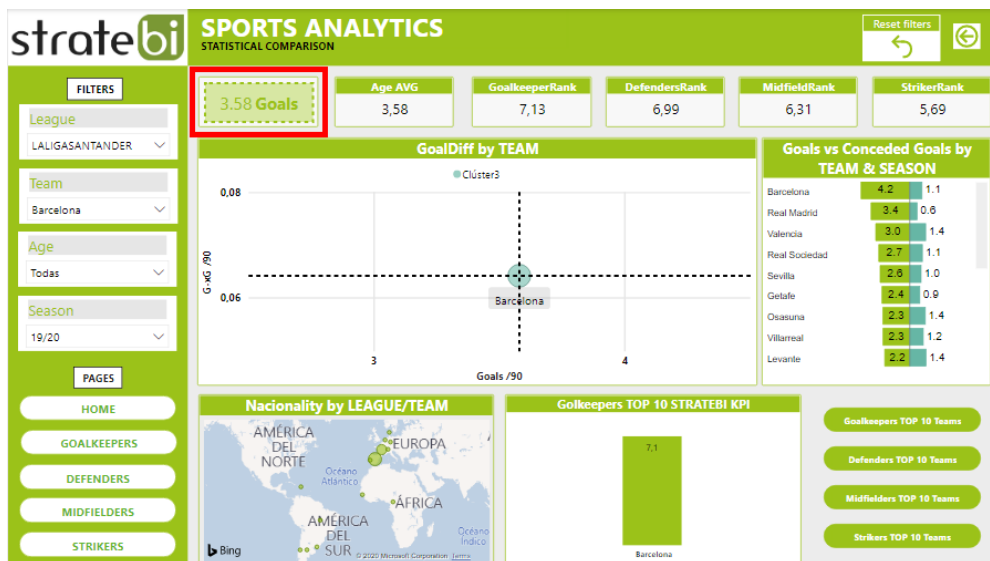 stratebi
SPORTS ANALYTICS
STATISTICAL COMPARISON
Reset filters
FILTERS
League
LALIGASANTANDER
Team
Barcelona
Age
Todas
Season
19/20
PAGES
HOME
GOALKEEPERS
DEFENDERS
MIDFIELDERS
STRIKERS
3.58 Goals
Age AVG
3,58
GoalkeeperRank
7,13
DefendersRank
6,99
MidfieldRank
6,31
StrikerRank
5,69
GoalDiff by TEAM
Clúster3
0,08
G-xG /90
0,06
Barcelona
3
4
Goals /90
Goals vs Conceded Goals by
TEAM & SEASON
Barcelona 4.2 1.1
Real Madrid 3.4 0.6
Valencia 3.0 1.4
Real Sociedad 2.7 1.1
Sevilla 2.6 1.0
Getafe 2.4 0.9
Osasuna 2.3 1.4
Villarreal 2.3 1.2
Levante 2.2 1.4
Nacionality by LEAGUE/TEAM
AMÉRICA
DEL
NORTE
EUROPA
Océano
Atlántico
ÁFRICA
AMÉRICA
DEL
SUR
Océano
Índico
Bing
© 2020 Microsoft Corporation Terms
Golkeepers TOP 10 STRATEBI KPI
7,1
Barcelona
Goalkeepers TOP 10 Teams
Defenders TOP 10 Teams
Midfielders TOP 10 Teams
Strikers TOP 10 Teams